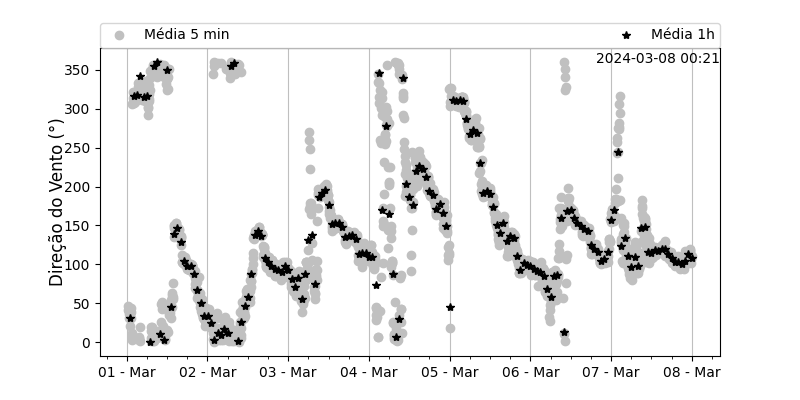 Média 5 min
Média 1h
2024-03-08 00:21
Direção do Vento (°)
350
300
250
200
150
100
50
0
01 - Mar
02 - Mar
03 - Mar
04 - Mar
05 - Mar
06 - Mar
07 - Mar
08 - Mar